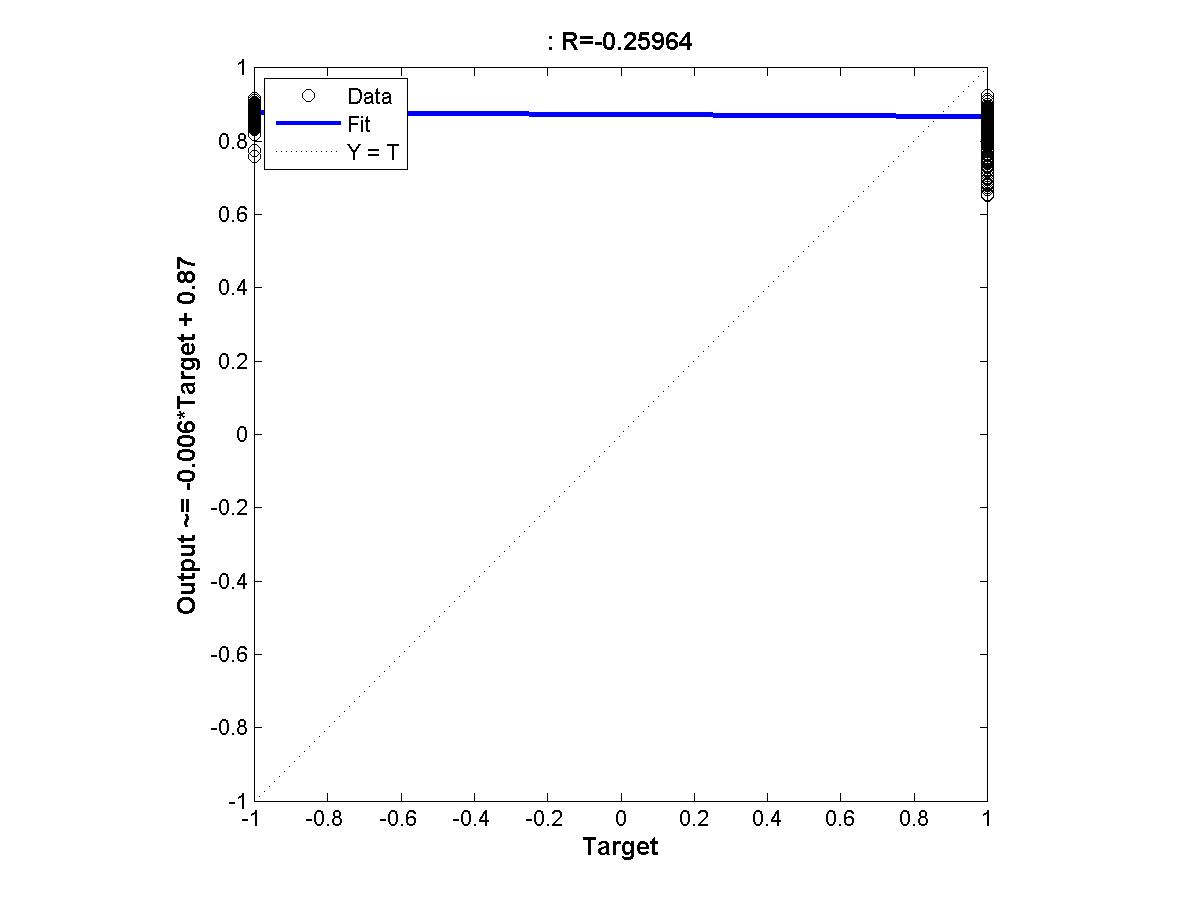 : R=-0.25964
Data
Fit
Y = T
Output ~= -0.006*Target + 0.87
1
0.8
0.6
0.4
0.2
0
-0.2
-0.4
-0.6
-0.8
-1
-1 -0.8 -0.6 -0.4 -0.2 0 0.2 0.4 0.6 0.8 1
Target